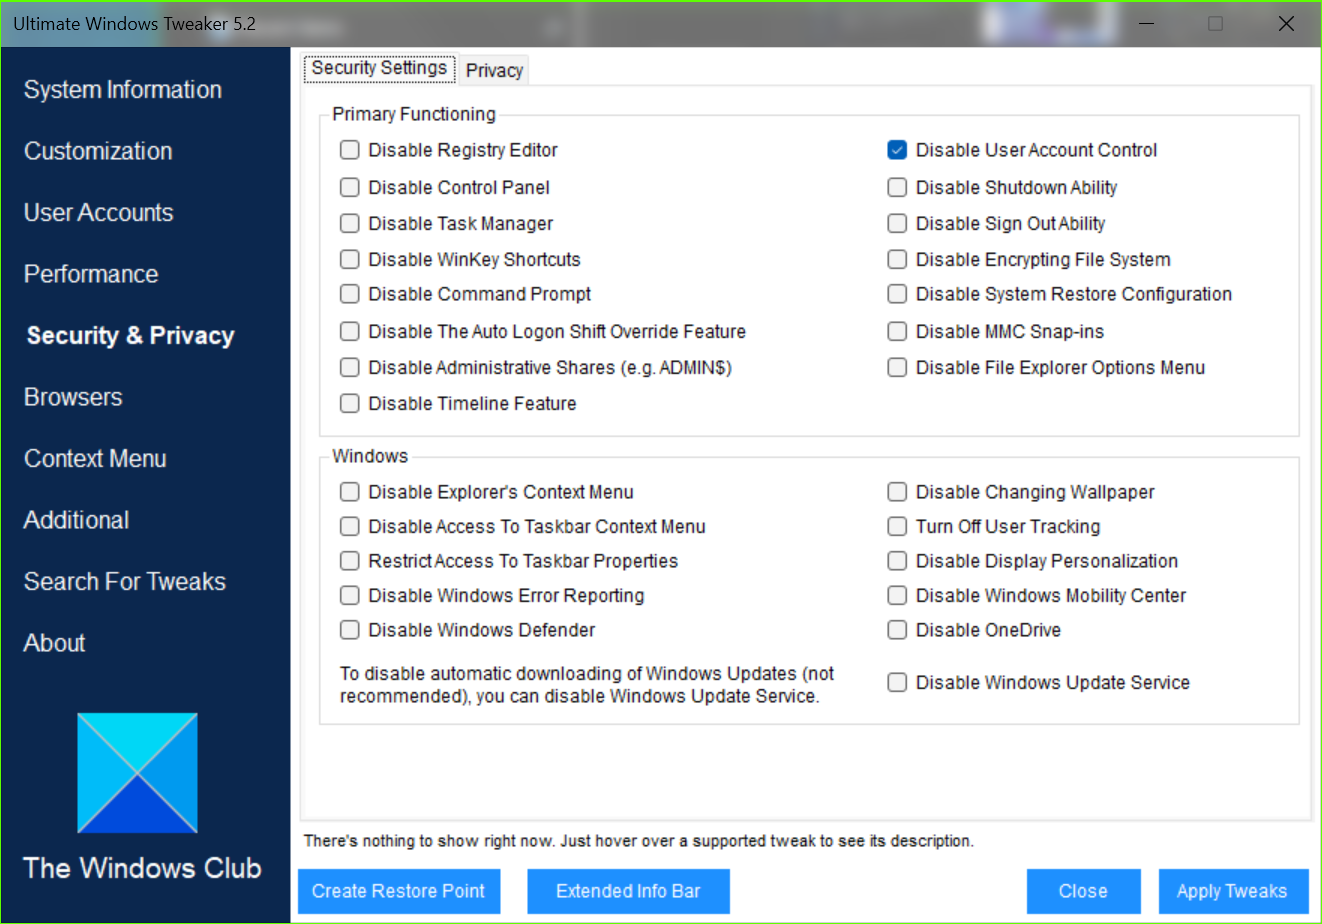 Ultimate Windows Tweaker 5.2
System Information
Customization
User Accounts
Performance
Security & Privacy
Browsers
Context Menu
Additional
Search For Tweaks
About
The Windows Club
Security Settings
Privacy
Primary Functioning
Disable Registry Editor
Disable Control Panel
Disable Task Manager
Disable WinKey Shortcuts
Disable Command Prompt
Disable The Auto Logon Shift Override Feature
Disable Administrative Shares (e.g. ADMIN$)
Disable Timeline Feature
Disable User Account Control
Disable Shutdown Ability
Disable Sign Out Ability
Disable Encrypting File System
Disable System Restore Configuration
Disable MMC Snap-ins
Disable File Explorer Options Menu
Windows
Disable Explorer's Context Menu
Disable Access To Taskbar Context Menu
Restrict Access To Taskbar Properties
Disable Windows Error Reporting
Disable Windows Defender
To disable automatic downloading of Windows Updates (not
recommended), you can disable Windows Update Service.
Disable Changing Wallpaper
Turn Off User Tracking
Disable Display Personalization
Disable Windows Mobility Center
Disable OneDrive
Disable Windows Update Service
There's nothing to show right now. Just hover over a supported tweak to see its description.
Create Restore Point
Extended Info Bar
Close
Apply Tweaks